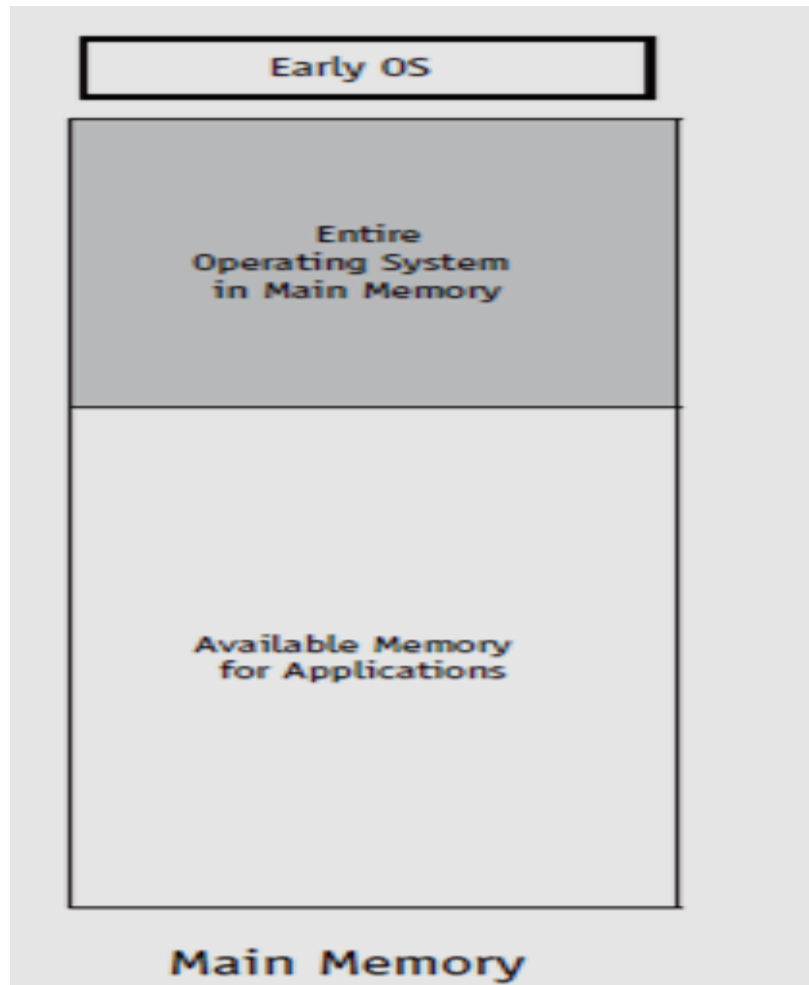 Early OS
Entire
Operating System
in Main Memory
Available Memory
for Applications
Main Memory